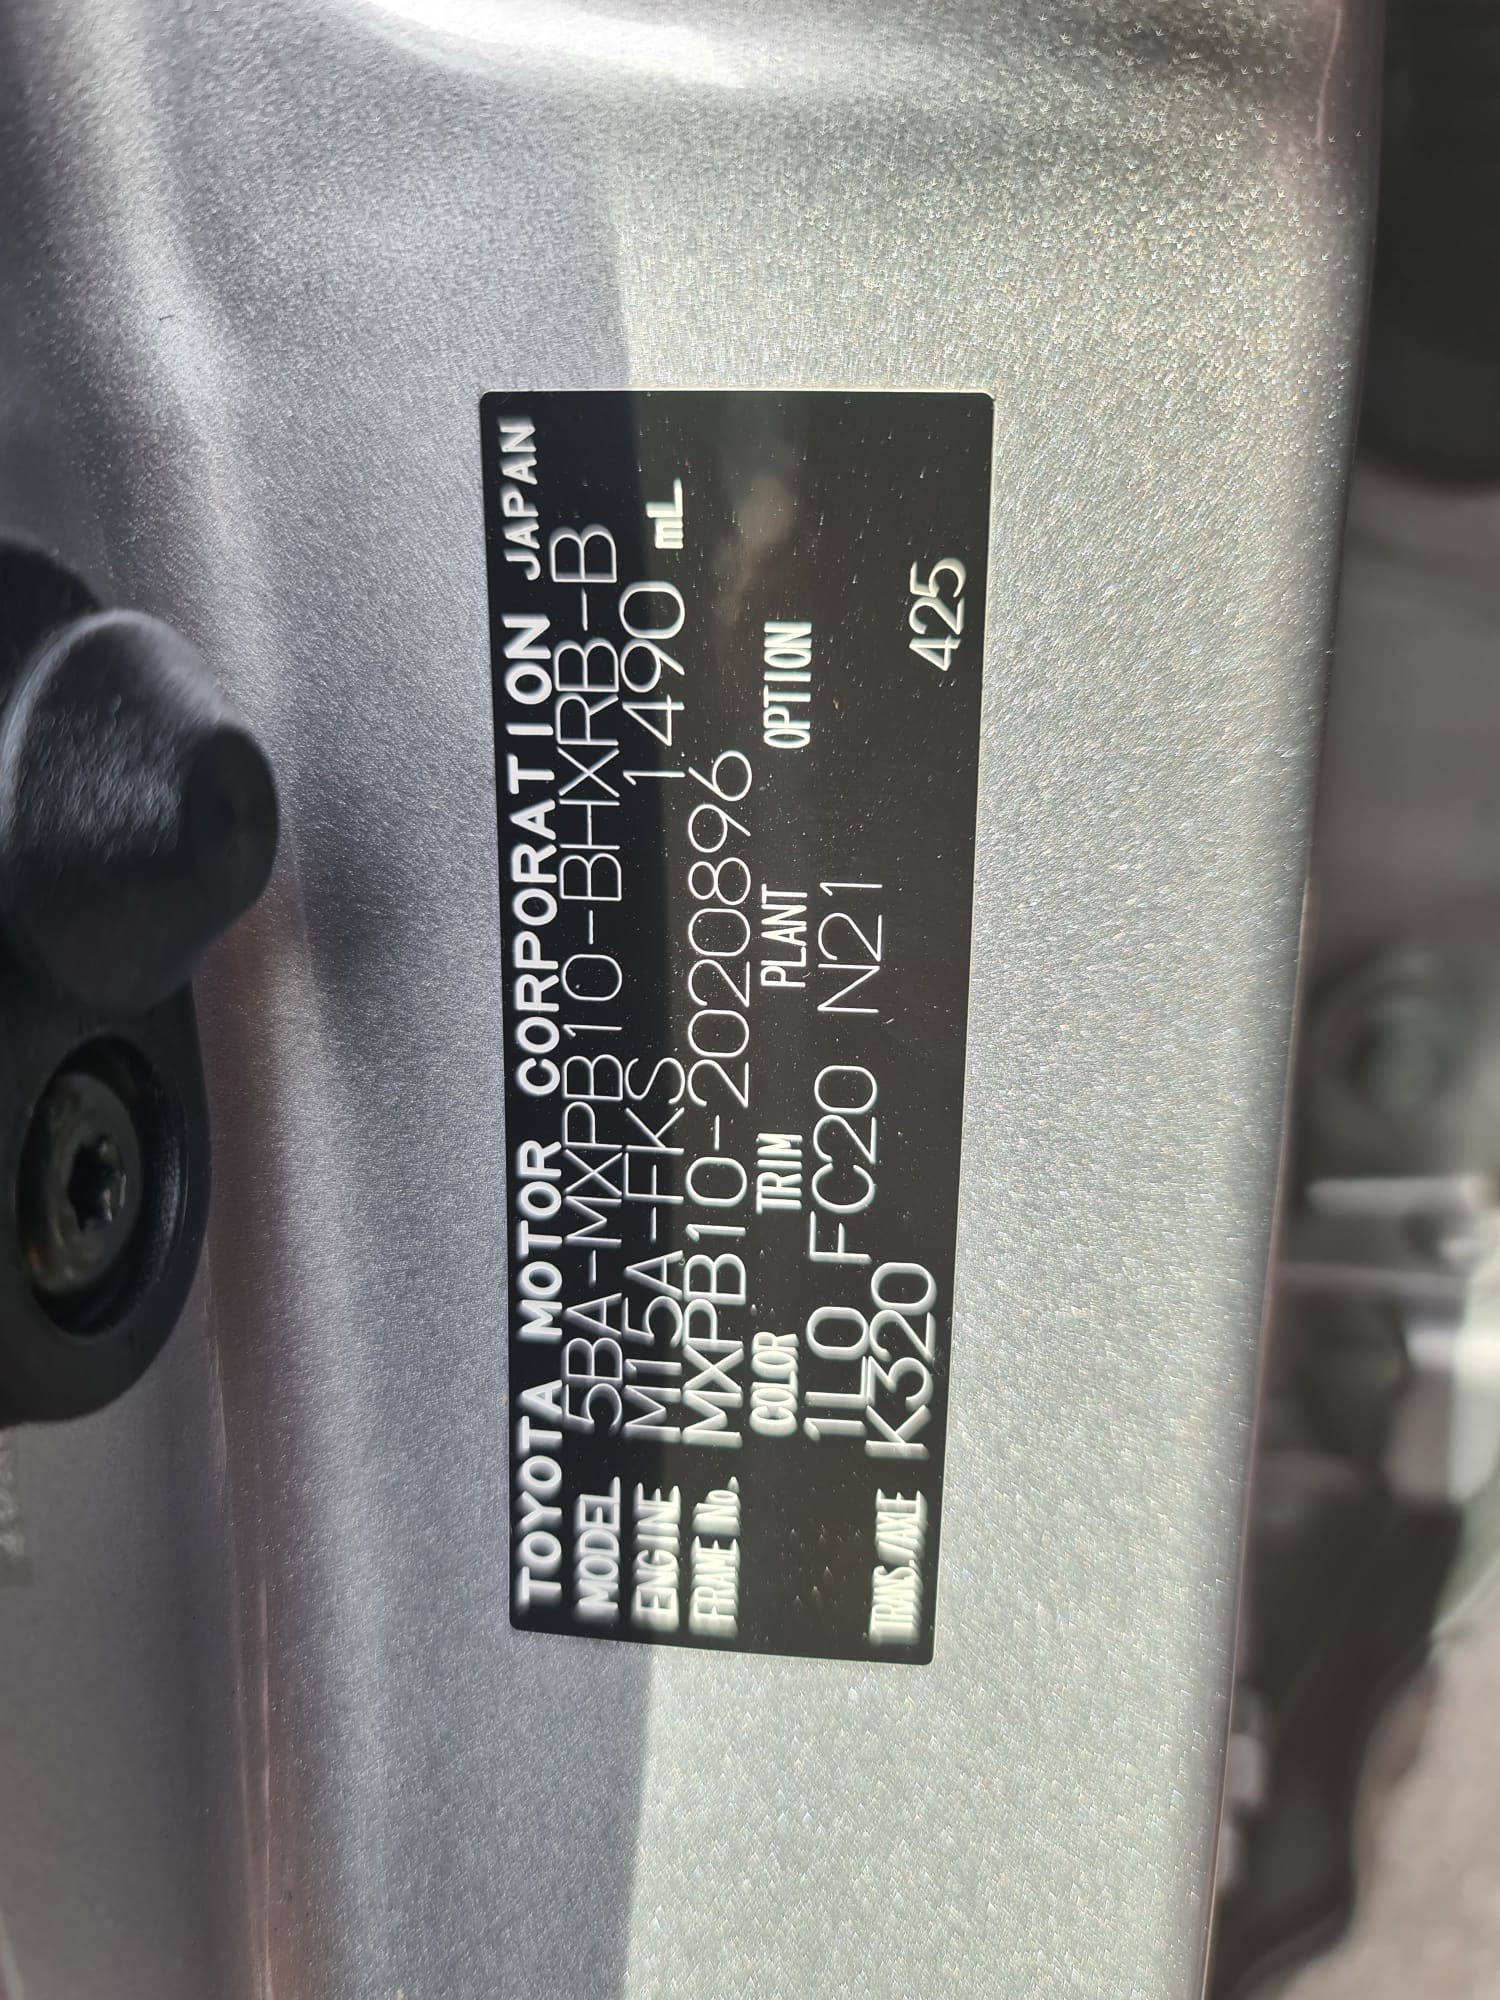 TOYOTA MOTOR CORPORATION JAPAN
MODEL 5BA-MXPB10-BHXRB-B
ENGINE M15A-FKS 1490 mL
FRAME No. MXPB10-2020896
COLOR TRIM PLANT OPTION
1L0 FC20 N21
TRANS./AXLE K320 425